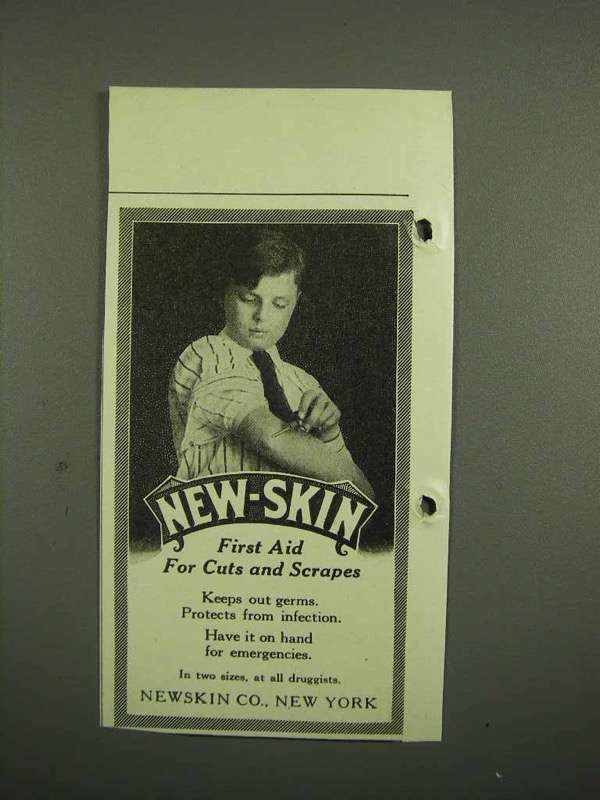 NEW-SKIN
First Aid
For Cuts and Scrapes
Keeps out germs.
Protects from infection.
Have it on hand
for emergencies.
In two sizes, at all druggists.
NEWSKIN CO., NEW YORK